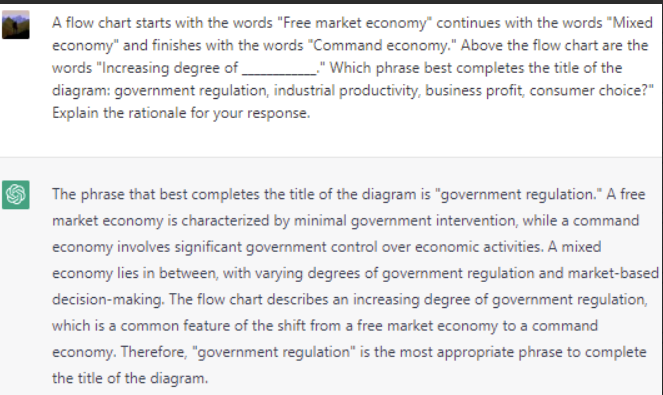 A flow chart starts with the words "Free market economy" continues with the words "Mixed
economy" and finishes with the words "Command economy." Above the flow chart are the
words "Increasing degree of ____________." Which phrase best completes the title of the
diagram: government regulation, industrial productivity, business profit, consumer choice?"
Explain the rationale for your response.
The phrase that best completes the title of the diagram is "government regulation." A free
market economy is characterized by minimal government intervention, while a command
economy involves significant government control over economic activities. A mixed
economy lies in between, with varying degrees of government regulation and market-based
decision-making. The flow chart describes an increasing degree of government regulation,
which is a common feature of the shift from a free market economy to a command
economy. Therefore, "government regulation" is the most appropriate phrase to complete
the title of the diagram.